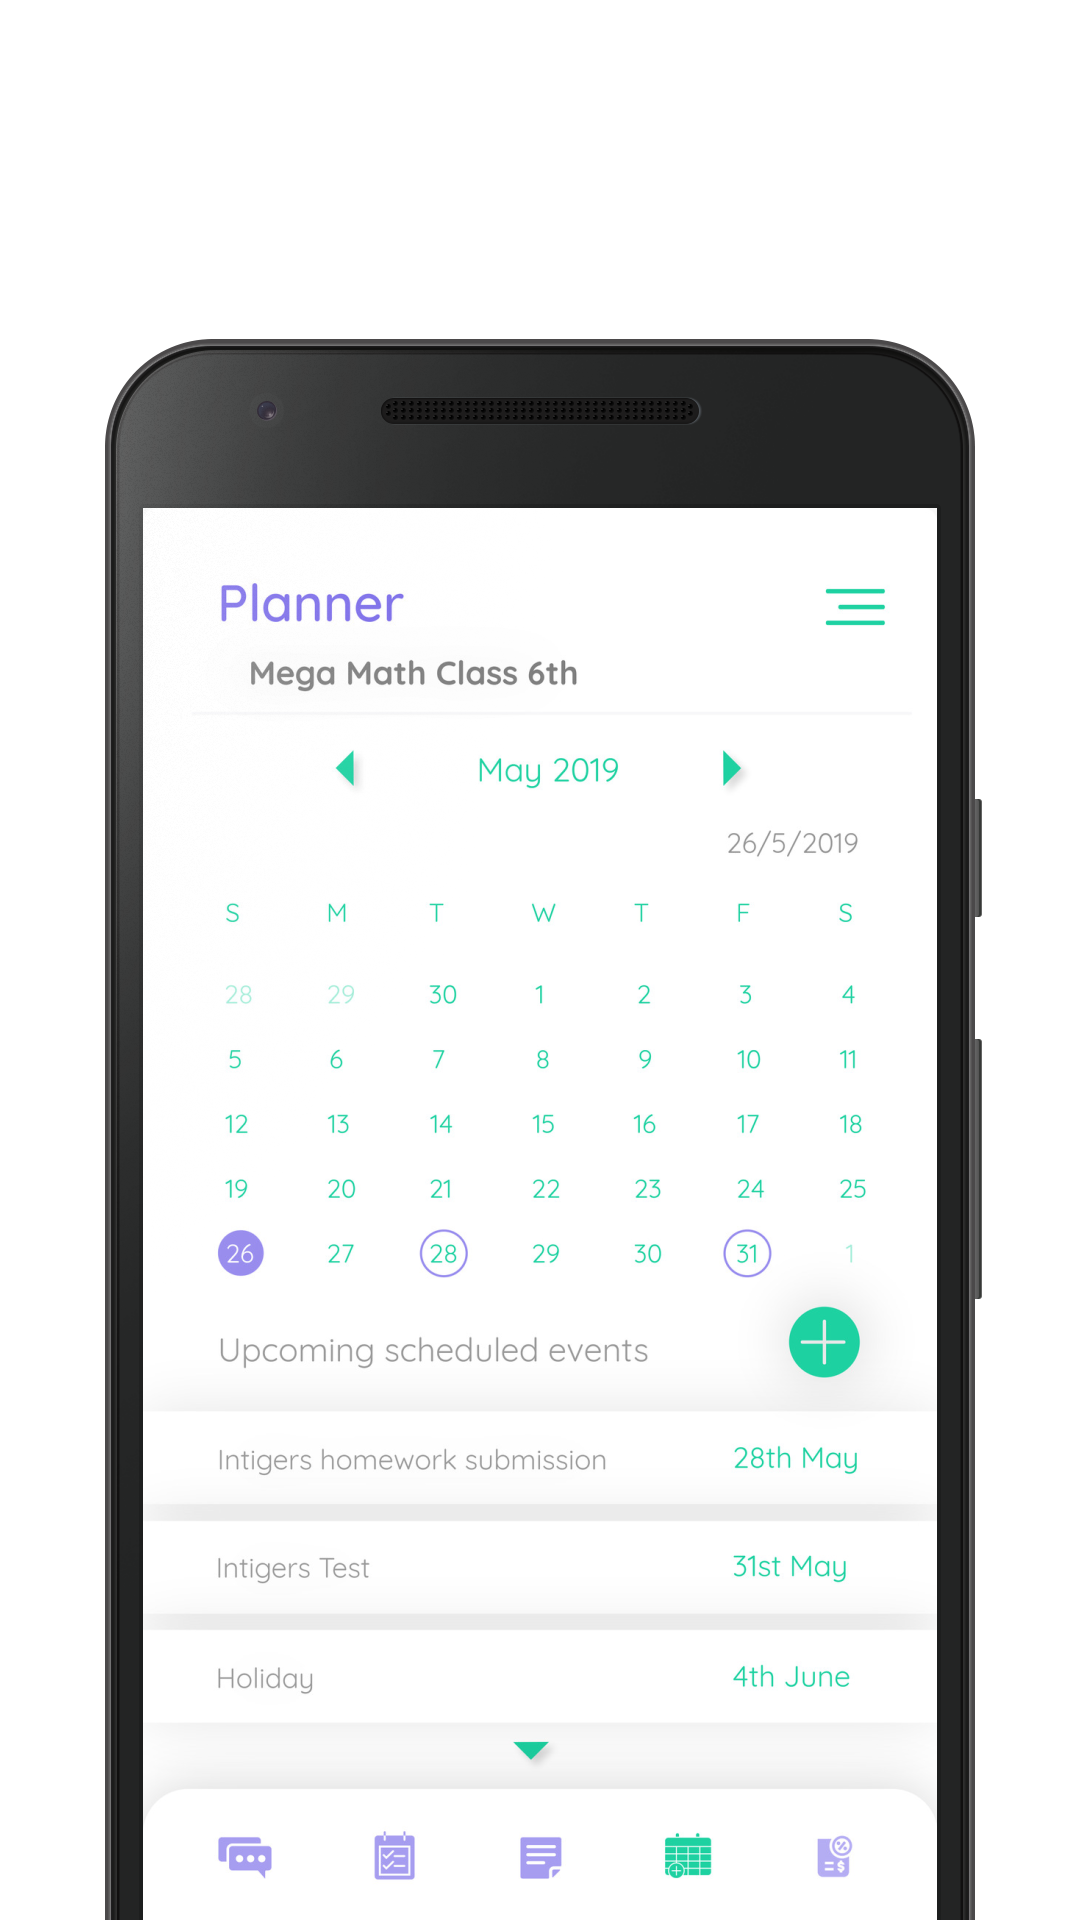 Planner
Mega Math Class 6th
May 2019
26/5/2019
S M T W T F S
28 29 30 1 2 3 4
5 6 7 8 9 10 11
12 13 14 15 16 17 18
19 20 21 22 23 24 25
26 27 28 29 30 31 1
Upcoming scheduled events
Intigers homework submission 28th May
Intigers Test 31st May
Holiday 4th June